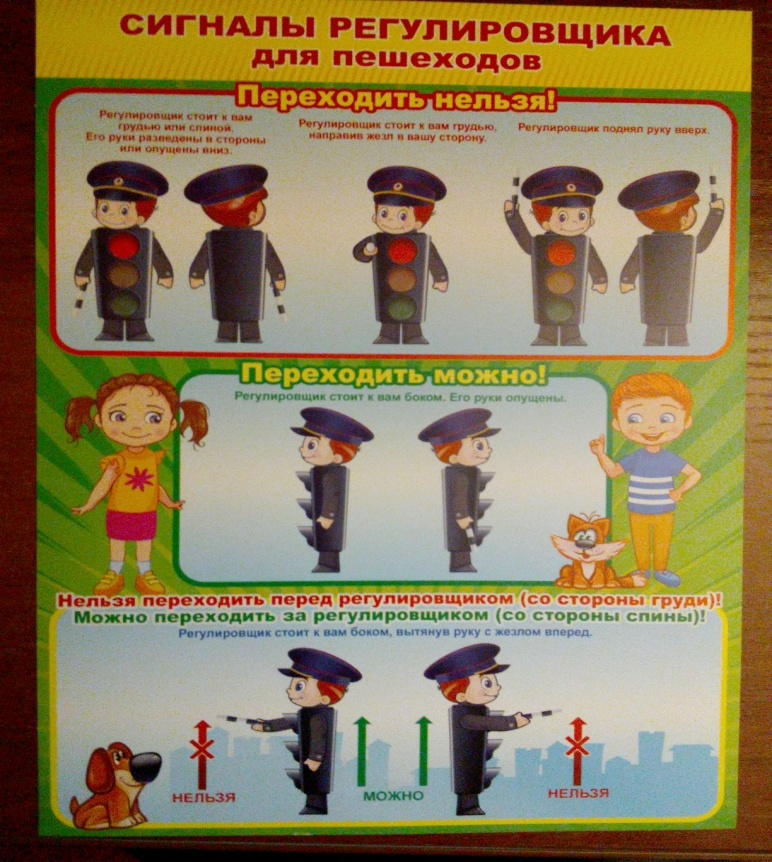 СИГНАЛЫ РЕГУЛИРОВЩИКА
для пешеходов
Переходить нельзя!
Регулировщик стоит к вам
грудью или спиной.
Его руки разведены в стороны
или опущены вниз.
Регулировщик стоит к вам грудью,
направив жезл в вашу сторону.
Регулировщик поднял руку вверх.
Переходить можно!
Регулировщик стоит к вам боком. Его руки опущены.
Нельзя переходить перед регулировщиком (со стороны груди)!
Можно переходить за регулировщиком (со стороны спины)!
Регулировщик стоит к вам боком, вытянув руку с жезлом вперед.
НЕЛЬЗЯ
МОЖНО
НЕЛЬЗЯ